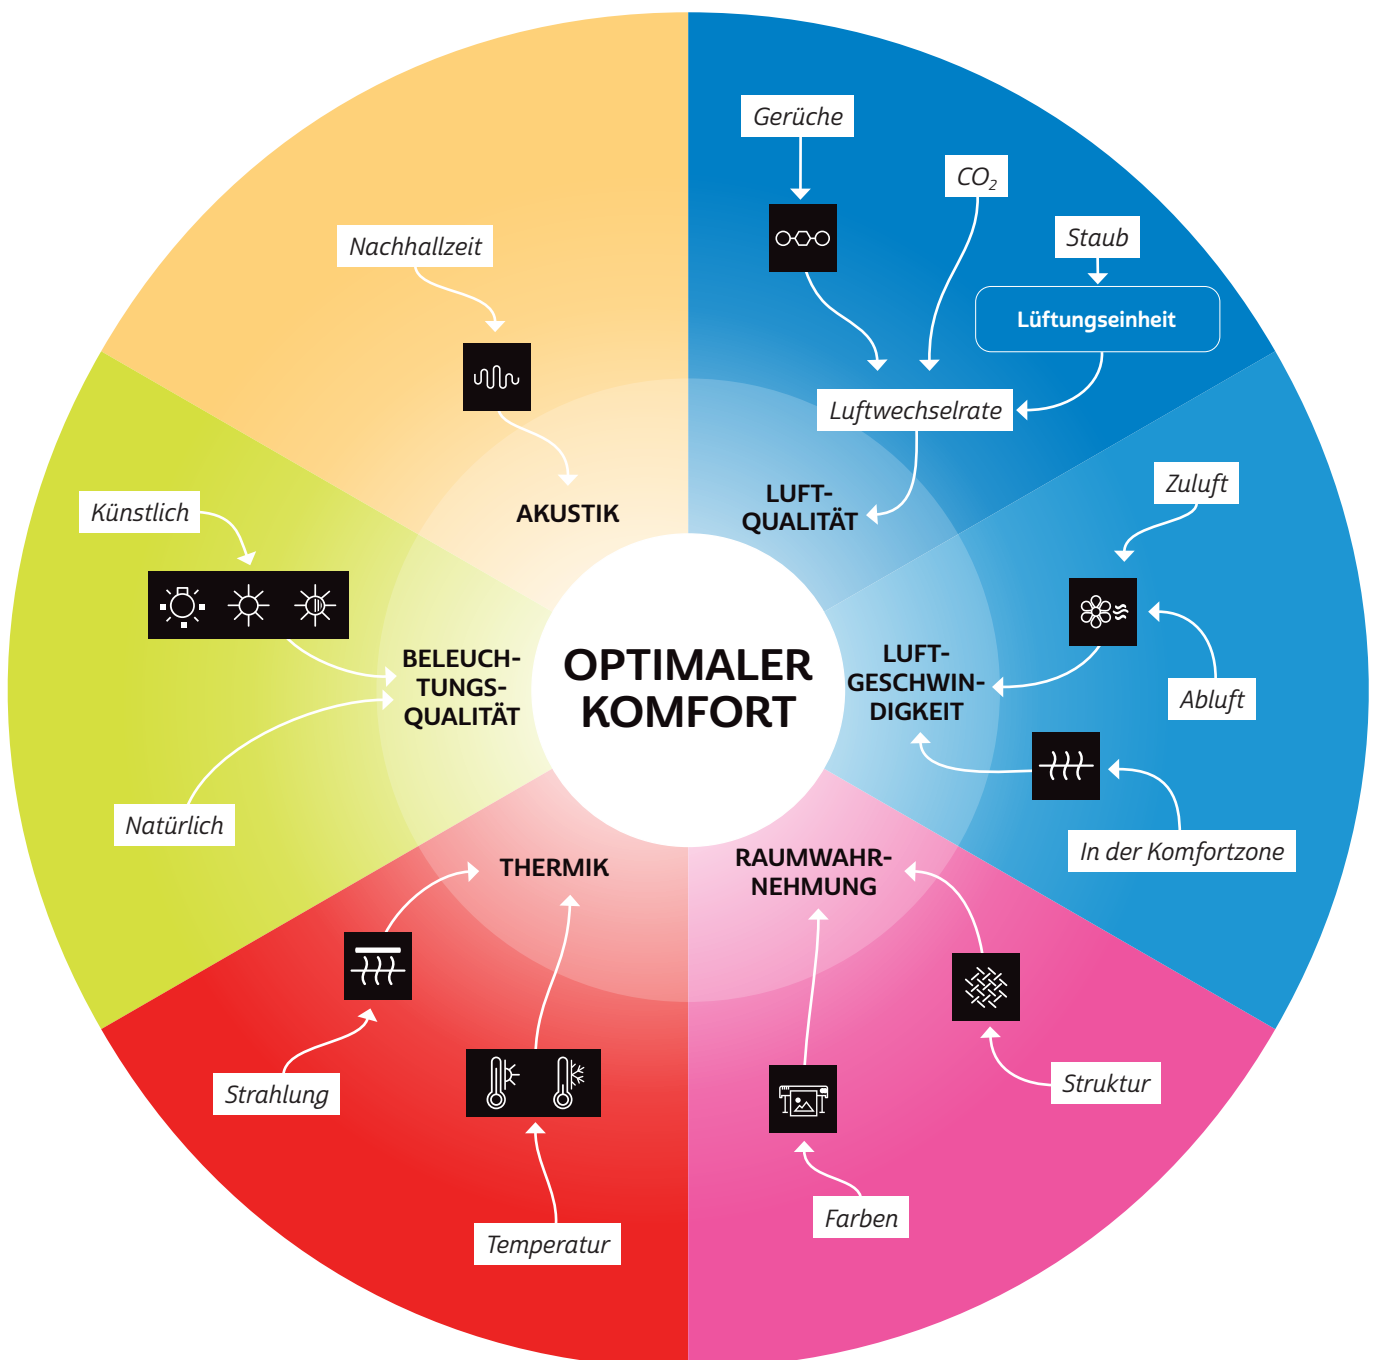 Gerüche
CO₂
Staub
Lüftungseinheit
Luftwechselrate
LUFT-
QUALITÄT
Zuluft
Abluft
LUFT-
GESCHWIN-
DIGKEIT
In der Komfortzone
RAUMWAHR-
NEHMUNG
Struktur
Farben
THERMIK
Strahlung
Temperatur
BELEUCH-
TUNGS-
QUALITÄT
Künstlich
Natürlich
Nachhallzeit
AKUSTIK
OPTIMALER
KOMFORT